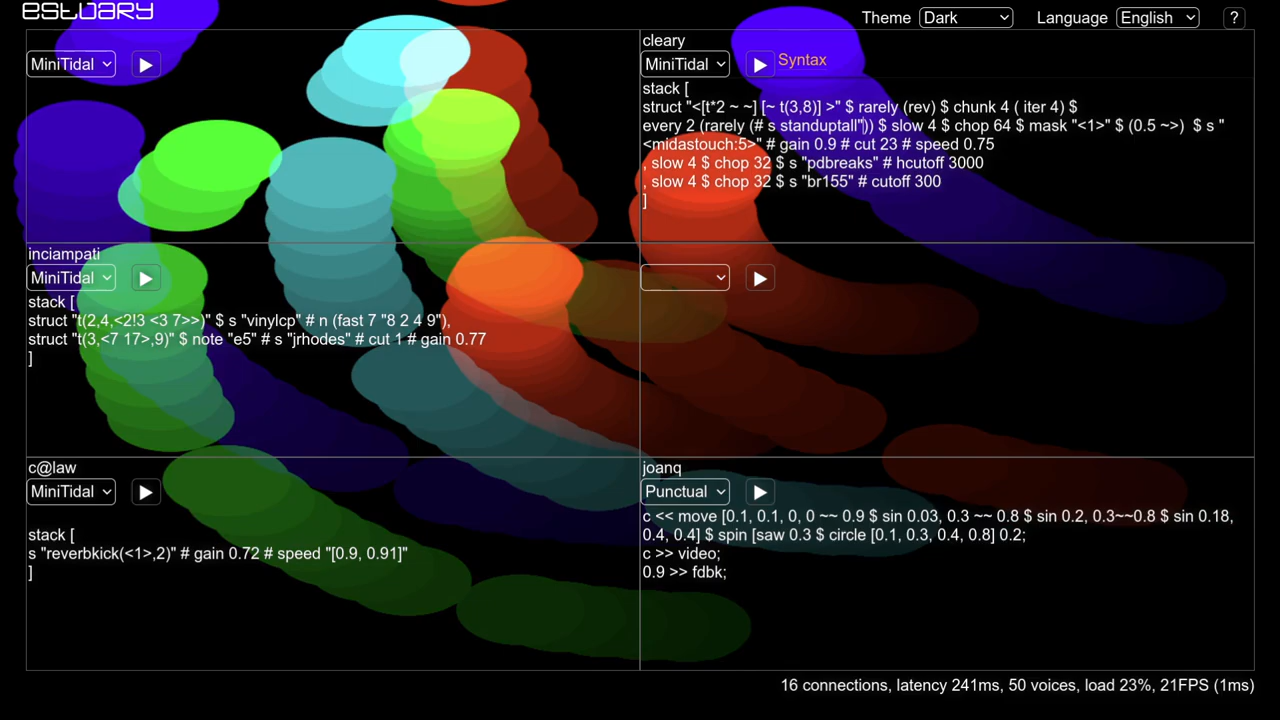 estuary
Theme Dark Language English ?
MiniTidal
cleary
MiniTidal Syntax
stack [
struct "<[t*2 ~ ~] [~ t(3,8)] >" $ rarely (rev) $ chunk 4 ( iter 4) $
every 2 (rarely (# s standuptall")) $ slow 4 $ chop 64 $ mask "<1>" $ (0.5 ~>)  $ s "
<midastouch:5>" # gain 0.9 # cut 23 # speed 0.75
, slow 4 $ chop 32 $ s "pdbreaks" # hcutoff 3000
, slow 4 $ chop 32 $ s "br155" # cutoff 300
]
inciampati
MiniTidal
stack [
struct "t(2,4,<2!3 <3 7>>)" $ s "vinylcp" # n (fast 7 "8 2 4 9"),
struct "t(3,<7 17>,9)" $ note "e5" # s "jrhodes" # cut 1 # gain 0.77
]
c@law
MiniTidal
stack [
s "reverbkick(<1>,2)" # gain 0.72 # speed "[0.9, 0.91]"
]
joanq
Punctual
c << move [0.1, 0.1, 0, 0 ~~ 0.9 $ sin 0.03, 0.3 ~~ 0.8 $ sin 0.2, 0.3~~0.8 $ sin 0.18,
0.4, 0.4] $ spin [saw 0.3 $ circle [0.1, 0.3, 0.4, 0.8] 0.2;
c >> video;
0.9 >> fdbk;
16 connections, latency 241ms, 50 voices, load 23%, 21FPS (1ms)